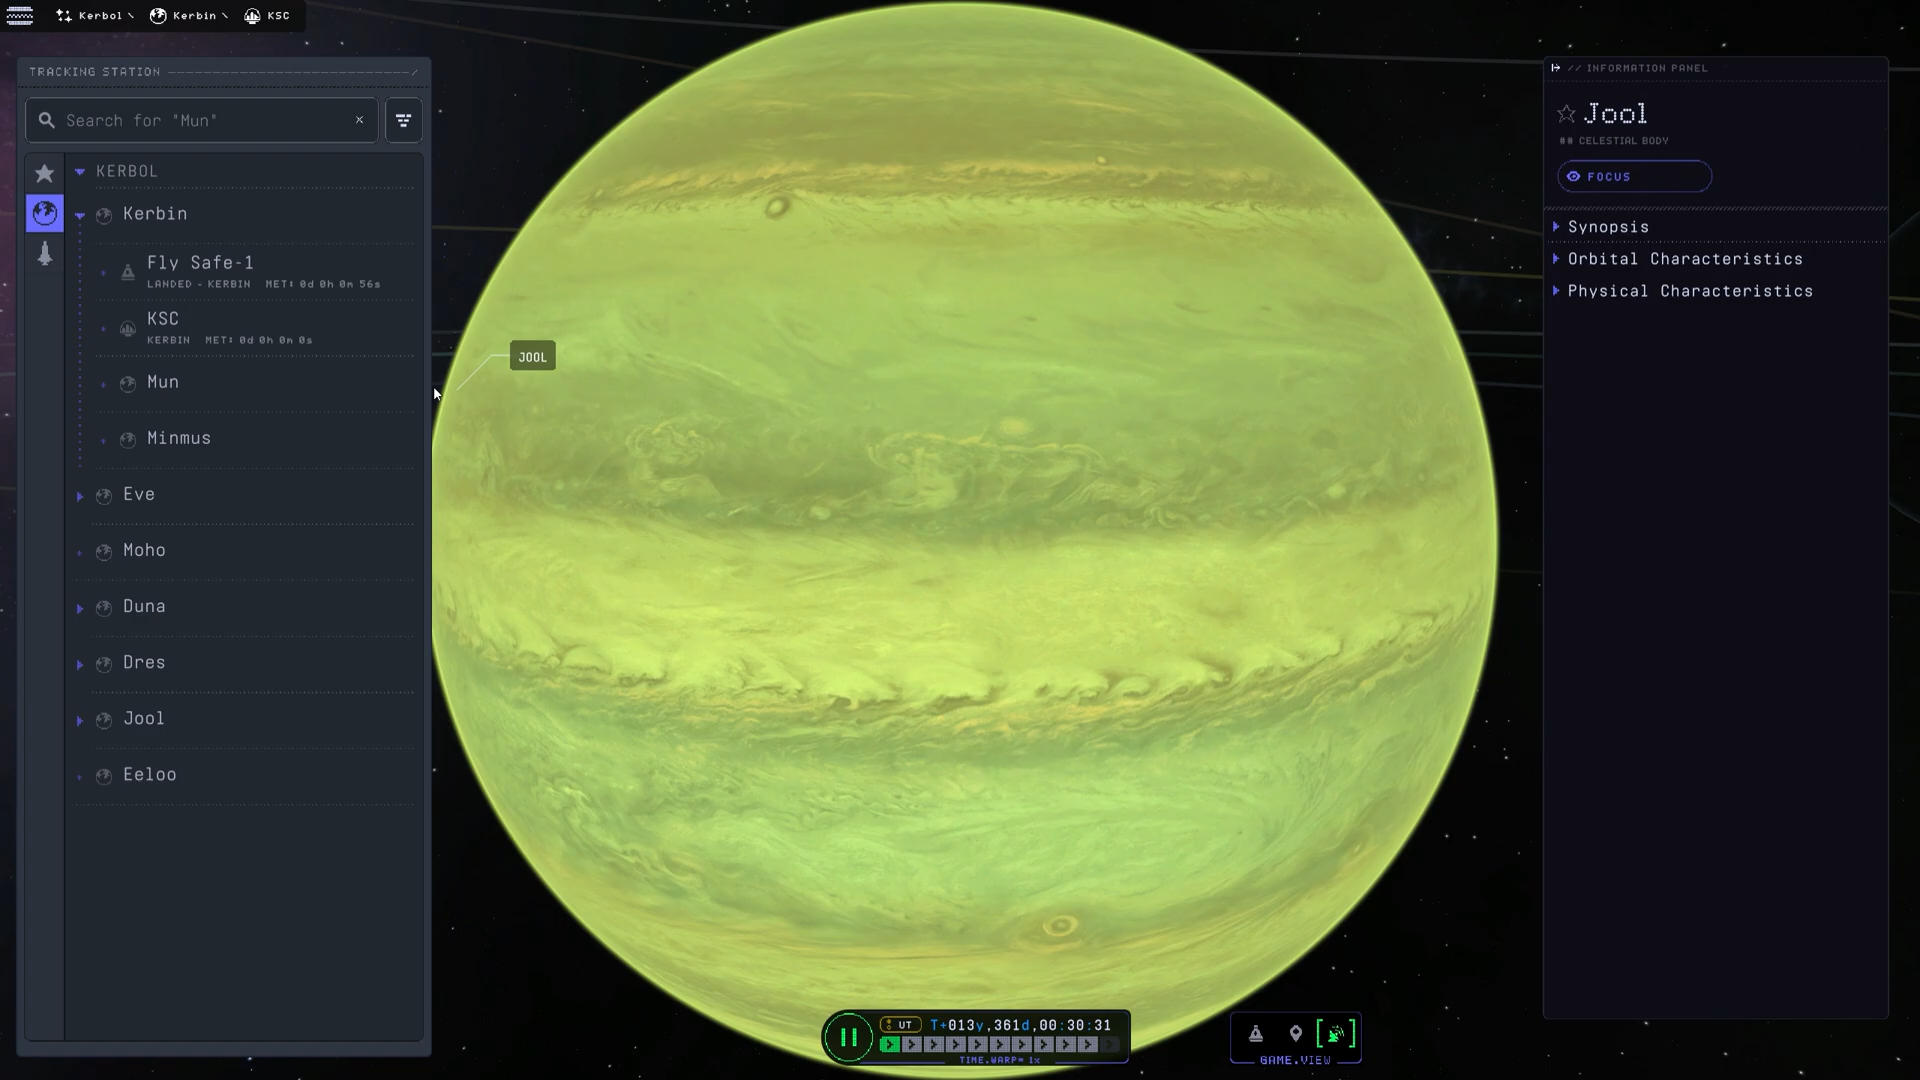 Kerbol \ Kerbin \ KSC
TRACKING STATION
Search for "Mun"
KERBOL
Kerbin
Fly Safe-1
LANDED - KERBIN MET: 0d 0h 0m 56s
KSC
KERBIN MET: 0d 0h 0m 0s
Mun
Minmus
Eve
Moho
Duna
Dres
Jool
Eeloo
JOOL
// INFORMATION PANEL
Jool
## CELESTIAL BODY
FOCUS
Synopsis
Orbital Characteristics
Physical Characteristics
UT T+013y,361d,00:30:31
TIME.WARP= 1x
GAME.VIEW